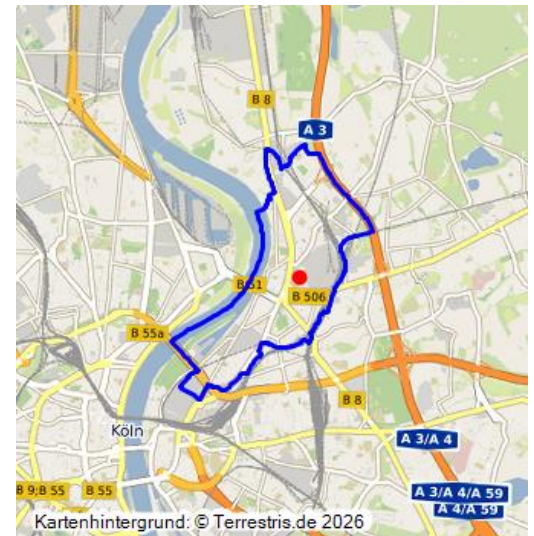 B 8
A 3
B 51
B 506
B 55a
B 8
Köln
A 3/A 4
B 9;B 55
B 55
A 3/A 4/A 59
A 4/A 59
Kartenhintergrund: © Terrestris.de 2026